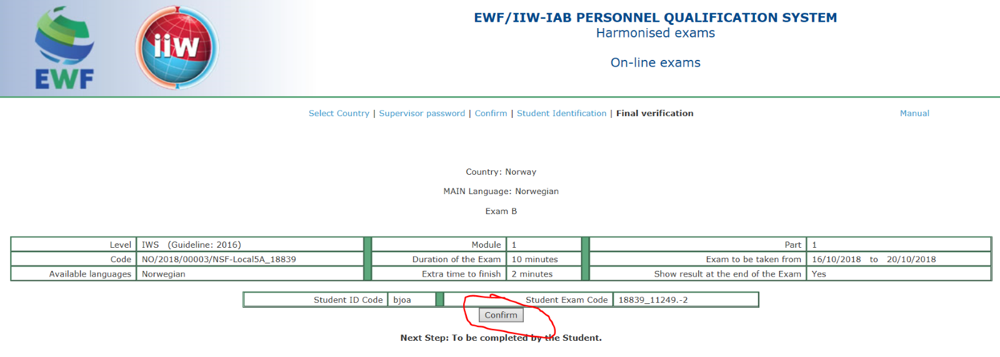 EWF
iiw
EWF/IIW-IAB PERSONNEL QUALIFICATION SYSTEM
Harmonised exams
On-line exams
Select Country | Supervisor password | Confirm | Student Identification | Final verification Manual
Country: Norway
MAIN Language: Norwegian
Exam B
Level IWS (Guideline: 2016) Module 1 Part 1
Code NO/2018/00003/NSF-Local5A_18839 Duration of the Exam 10 minutes Exam to be taken from 16/10/2018 to 20/10/2018
Available languages Norwegian Extra time to finish 2 minutes Show result at the end of the Exam Yes
Student ID Code bjoa Student Exam Code 18839_11249.-2
Confirm
Next Step: To be completed by the Student.